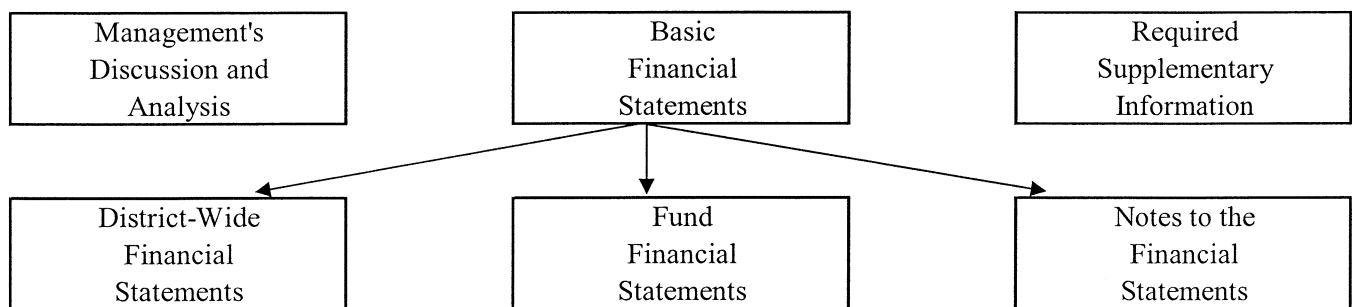 Management's
Discussion and
Analysis
Basic
Financial
Statements
Required
Supplementary
Information
District-Wide
Financial
Statements
Fund
Financial
Statements
Notes to the
Financial
Statements